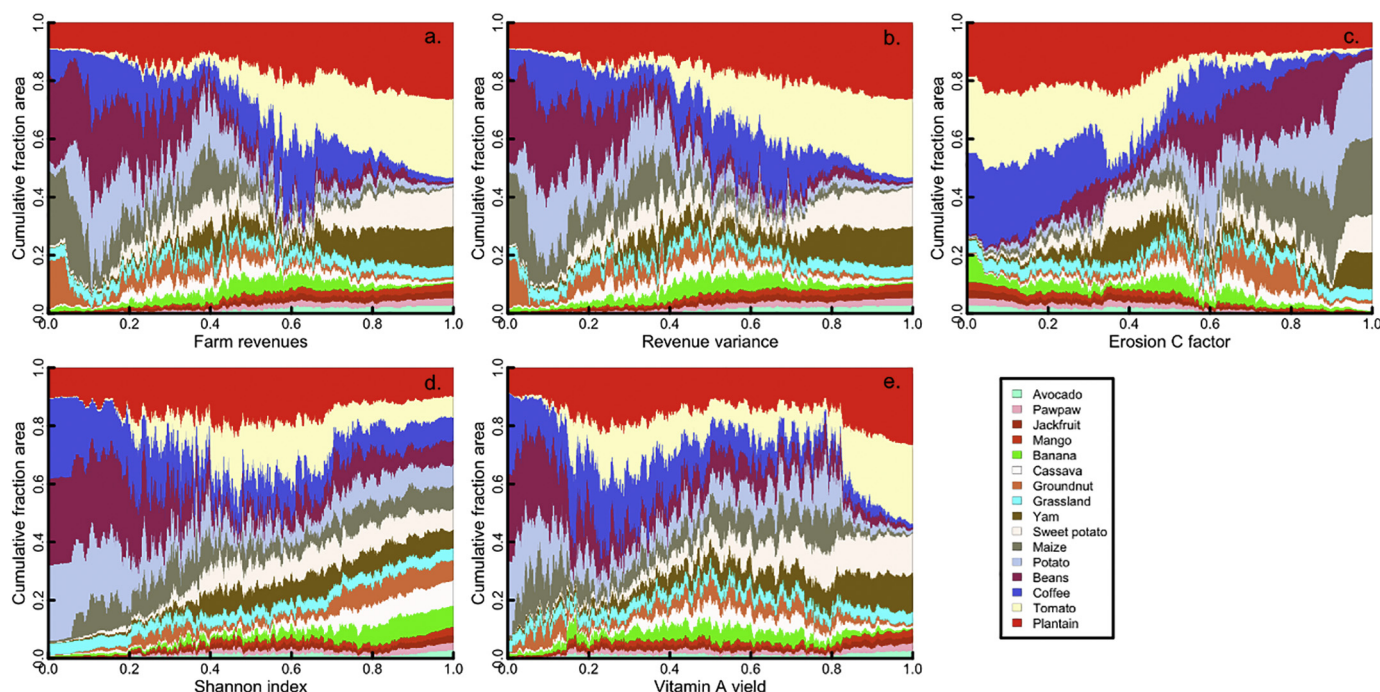 a.
Cumulative fraction area
1.0
0.8
0.6
0.4
0.2
0.0
0.0 0.2 0.4 0.6 0.8 1.0
Farm revenues
b.
Cumulative fraction area
1.0
0.8
0.6
0.4
0.2
0.0
0.0 0.2 0.4 0.6 0.8 1.0
Revenue variance
c.
Cumulative fraction area
1.0
0.8
0.6
0.4
0.2
0.0
0.0 0.2 0.4 0.6 0.8 1.0
Erosion C factor
d.
Cumulative fraction area
1.0
0.8
0.6
0.4
0.2
0.0
0.0 0.2 0.4 0.6 0.8 1.0
Shannon index
e.
Cumulative fraction area
1.0
0.8
0.6
0.4
0.2
0.0
0.0 0.2 0.4 0.6 0.8 1.0
Vitamin A yield
Avocado
Pawpaw
Jackfruit
Mango
Banana
Cassava
Groundnut
Grassland
Yam
Sweet potato
Maize
Potato
Beans
Coffee
Tomato
Plantain